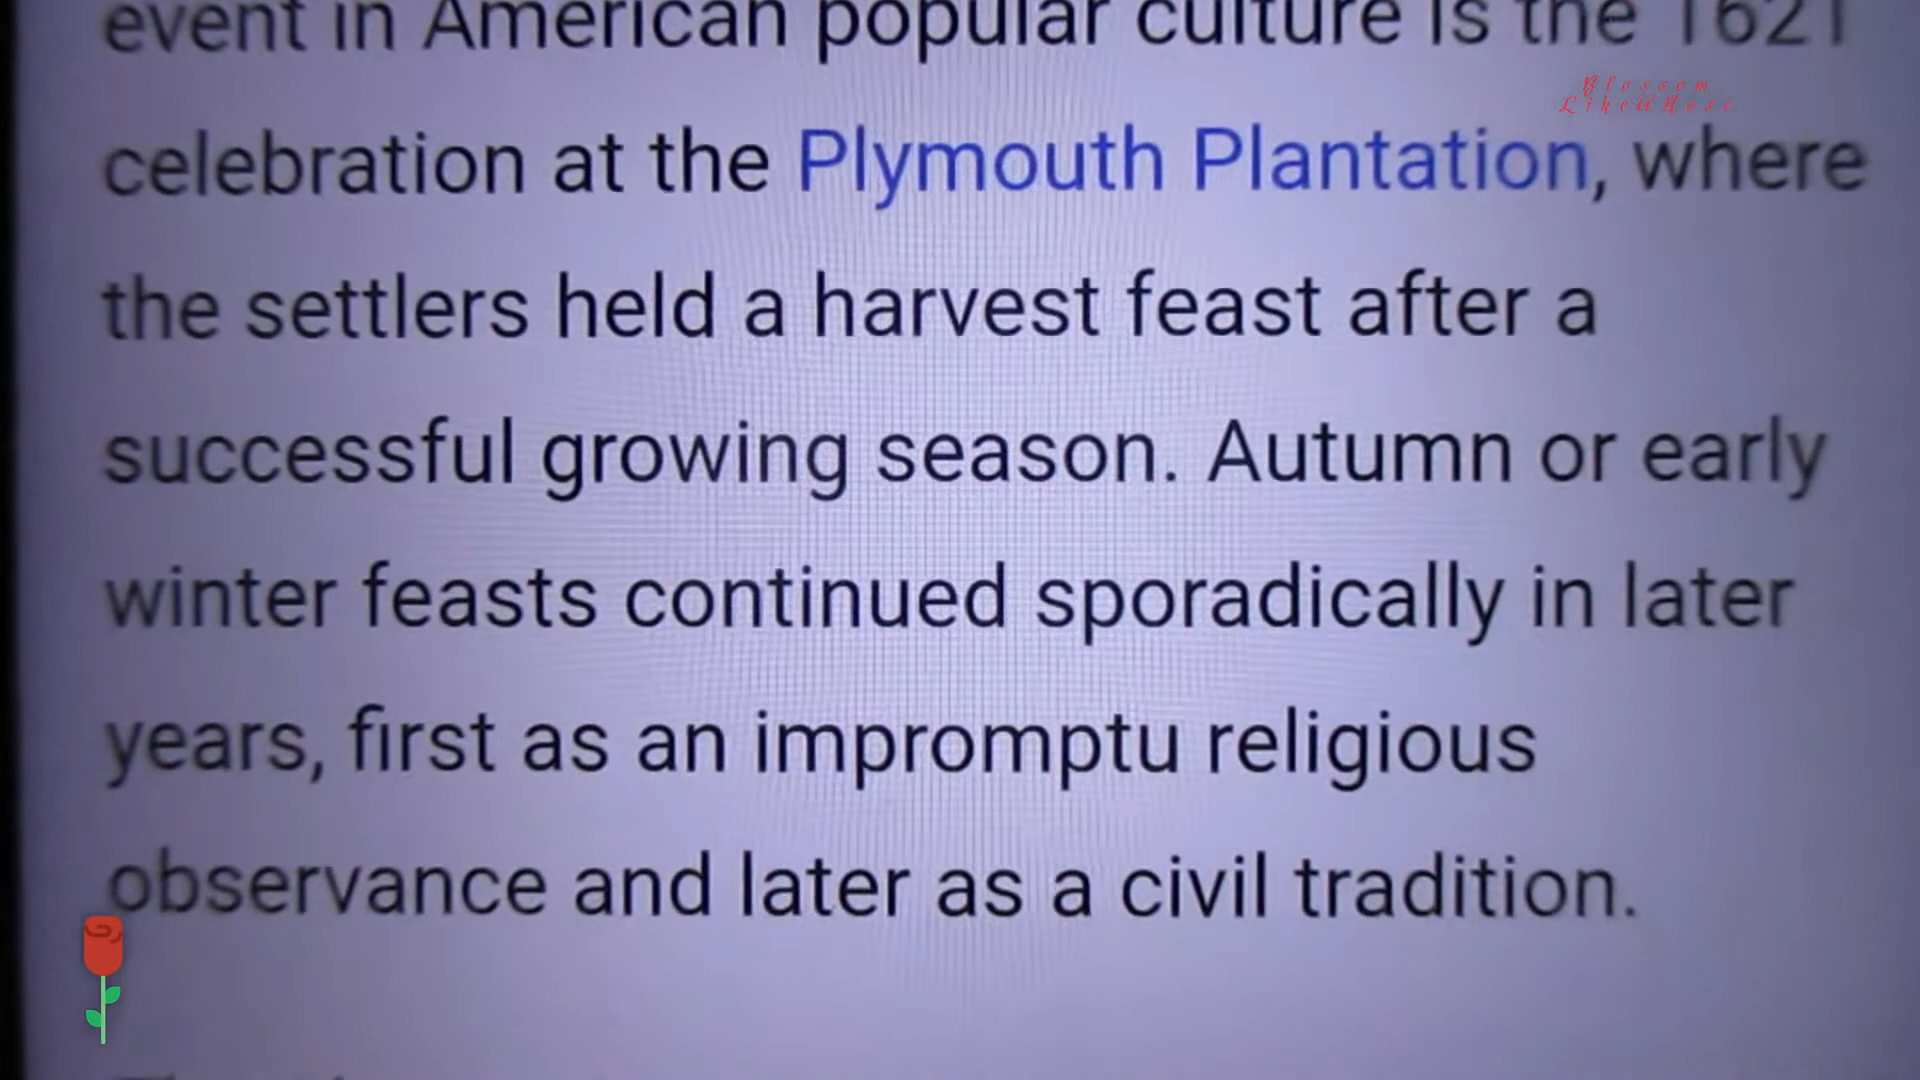 event in American popular culture is the 1621
Blossom
LikeARose
celebration at the Plymouth Plantation, where
the settlers held a harvest feast after a
successful growing season. Autumn or early
winter feasts continued sporadically in later
years, first as an impromptu religious
observance and later as a civil tradition.